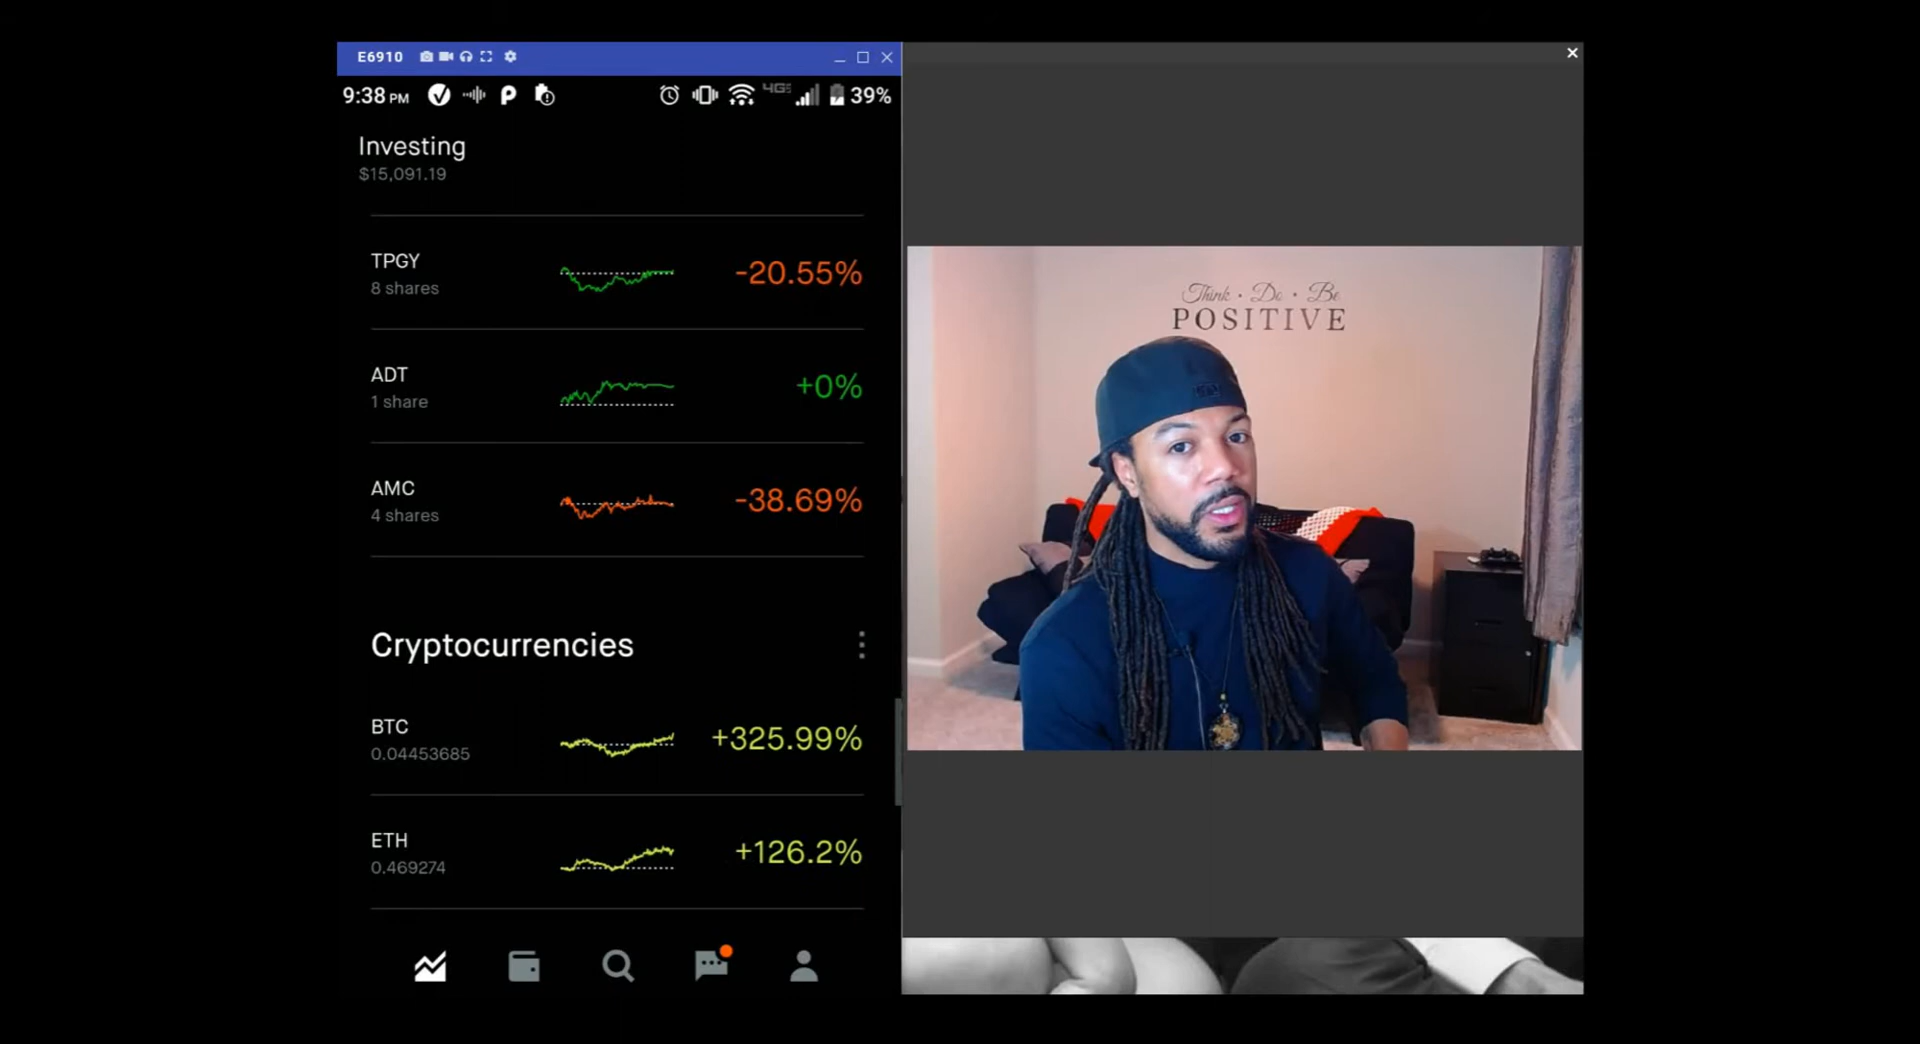 E6910
9:38 PM
4G
39%
Investing
$15,091.19
TPGY
8 shares
-20.55%
ADT
1 share
+0%
AMC
4 shares
-38.69%
Cryptocurrencies
BTC
0.04453685
+325.99%
ETH
0.469274
+126.2%
Think · Do · Be
POSITIVE